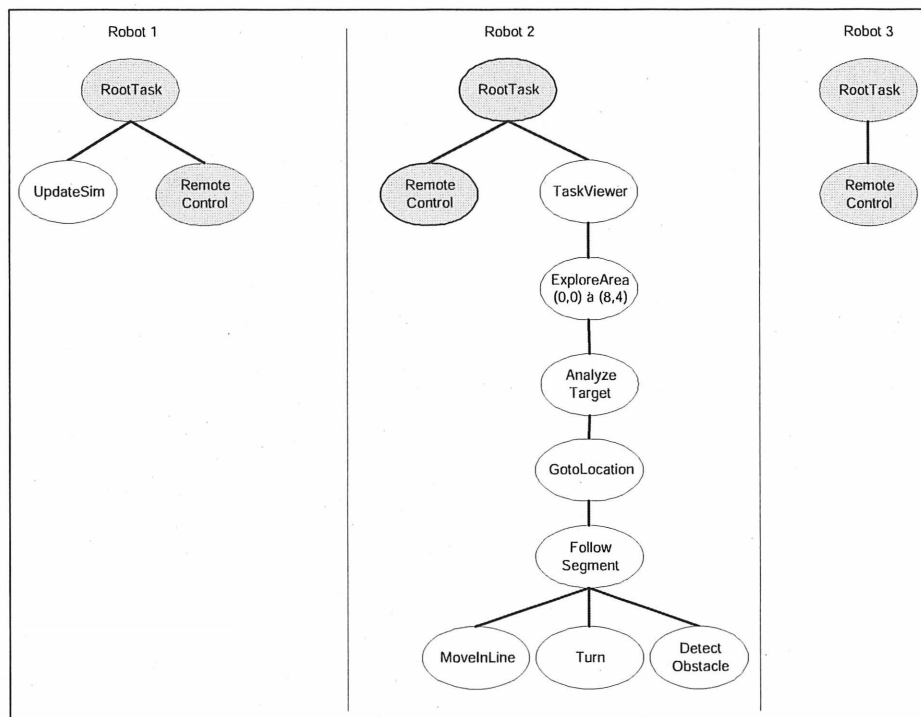 Robot 1
RootTask
UpdateSim
Remote
Control
Robot 2
RootTask
Remote
Control
TaskViewer
ExploreArea
(0,0) à (8,4)
Analyze
Target
GotoLocation
Follow
Segment
MoveInLine
Turn
Detect
Obstacle
Robot 3
RootTask
Remote
Control